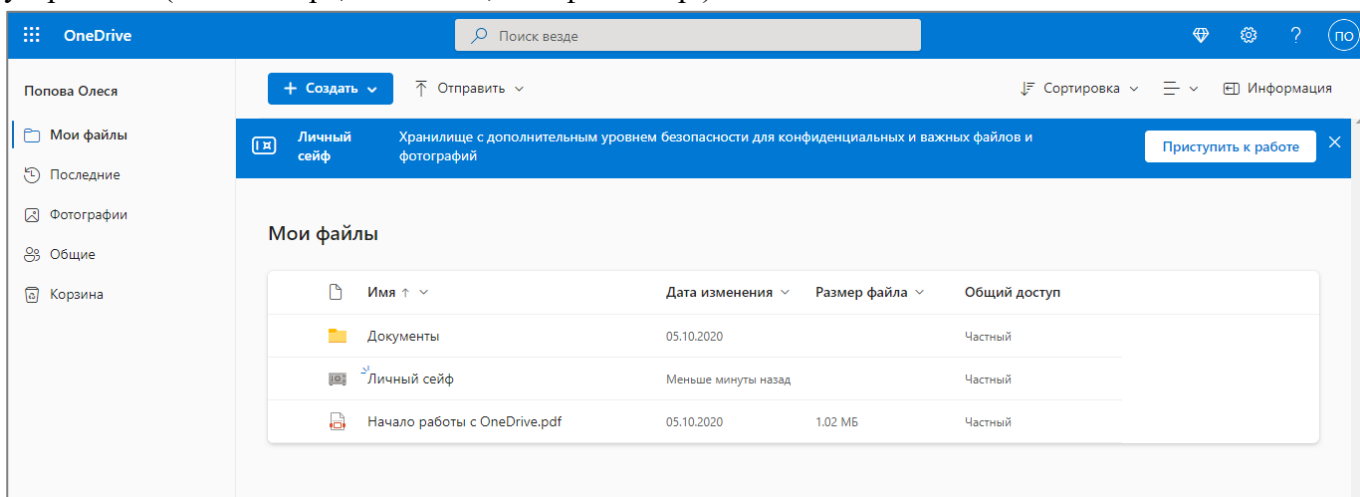 OneDrive
Поиск везде
ПО
Попова Олеся
Мои файлы
Последние
Фотографии
Общие
Корзина
+ Создать
Отправить
Сортировка
Информация
Личный сейф
Хранилище с дополнительным уровнем безопасности для конфиденциальных и важных файлов и
фотографий
Приступить к работе
Мои файлы
Имя ↑ Дата изменения Размер файла Общий доступ
Документы 05.10.2020 Частный
Личный сейф Меньше минуты назад Частный
Начало работы с OneDrive.pdf 05.10.2020 1.02 МБ Частный